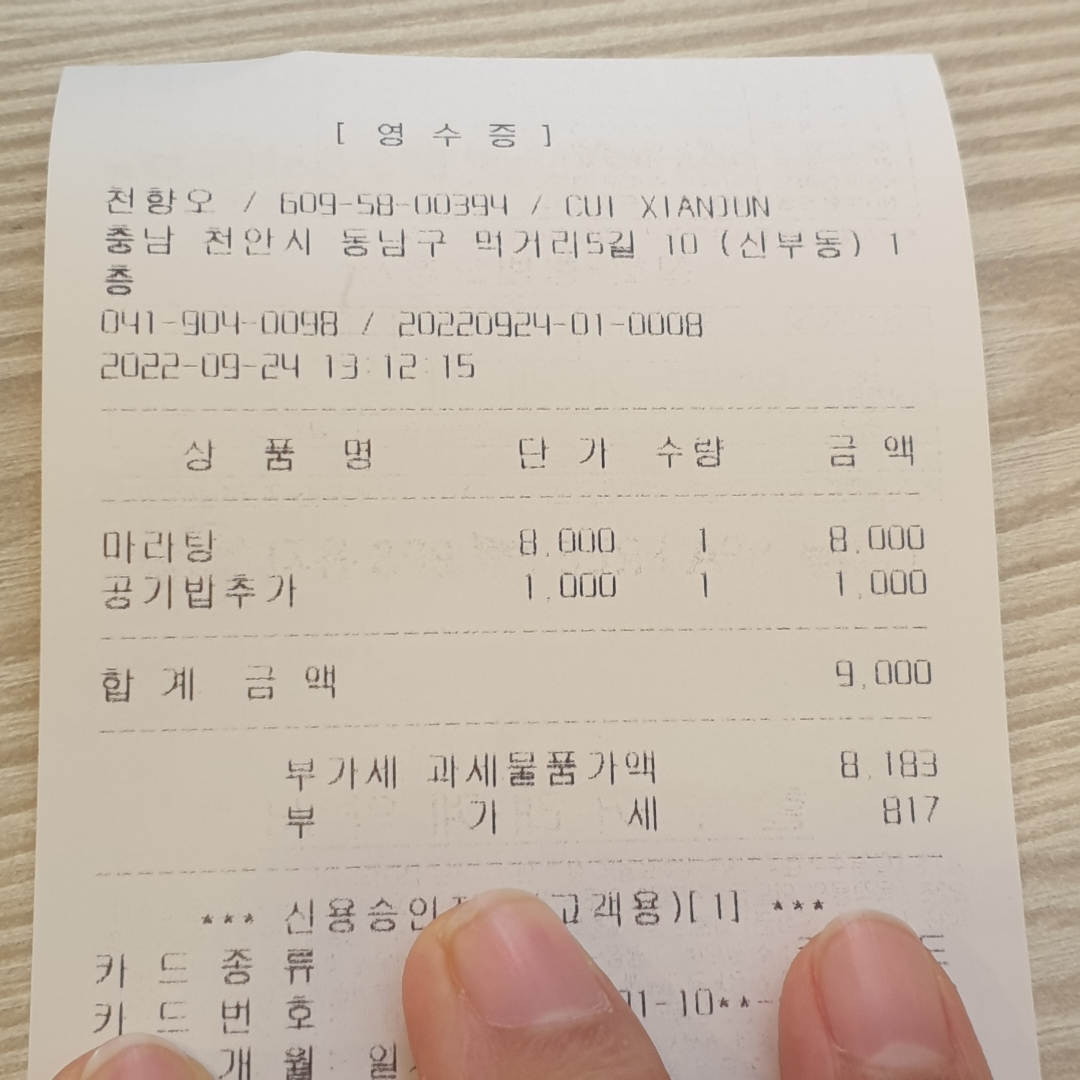 [ 영 수 증 ]
천향오 / 609-58-00394 / CUI XIANJUN
충남 천안시 동남구 먹거리5길 10 (신부동) 1
층
041-904-0098 / 20220924-01-0008
2022-09-24 13:12:15
상 품 명 단 가 수량 금 액
마라탕 8,000 1 8,000
공기밥추가 1,000 1 1,000
합 계 금 액 9,000
부가세 과세물품가액 8,183
부 가 세 817
*** 신용승인 고객용)[1] ***
카 드 종 류 드
카 드 번 호 01-10**-
개 월